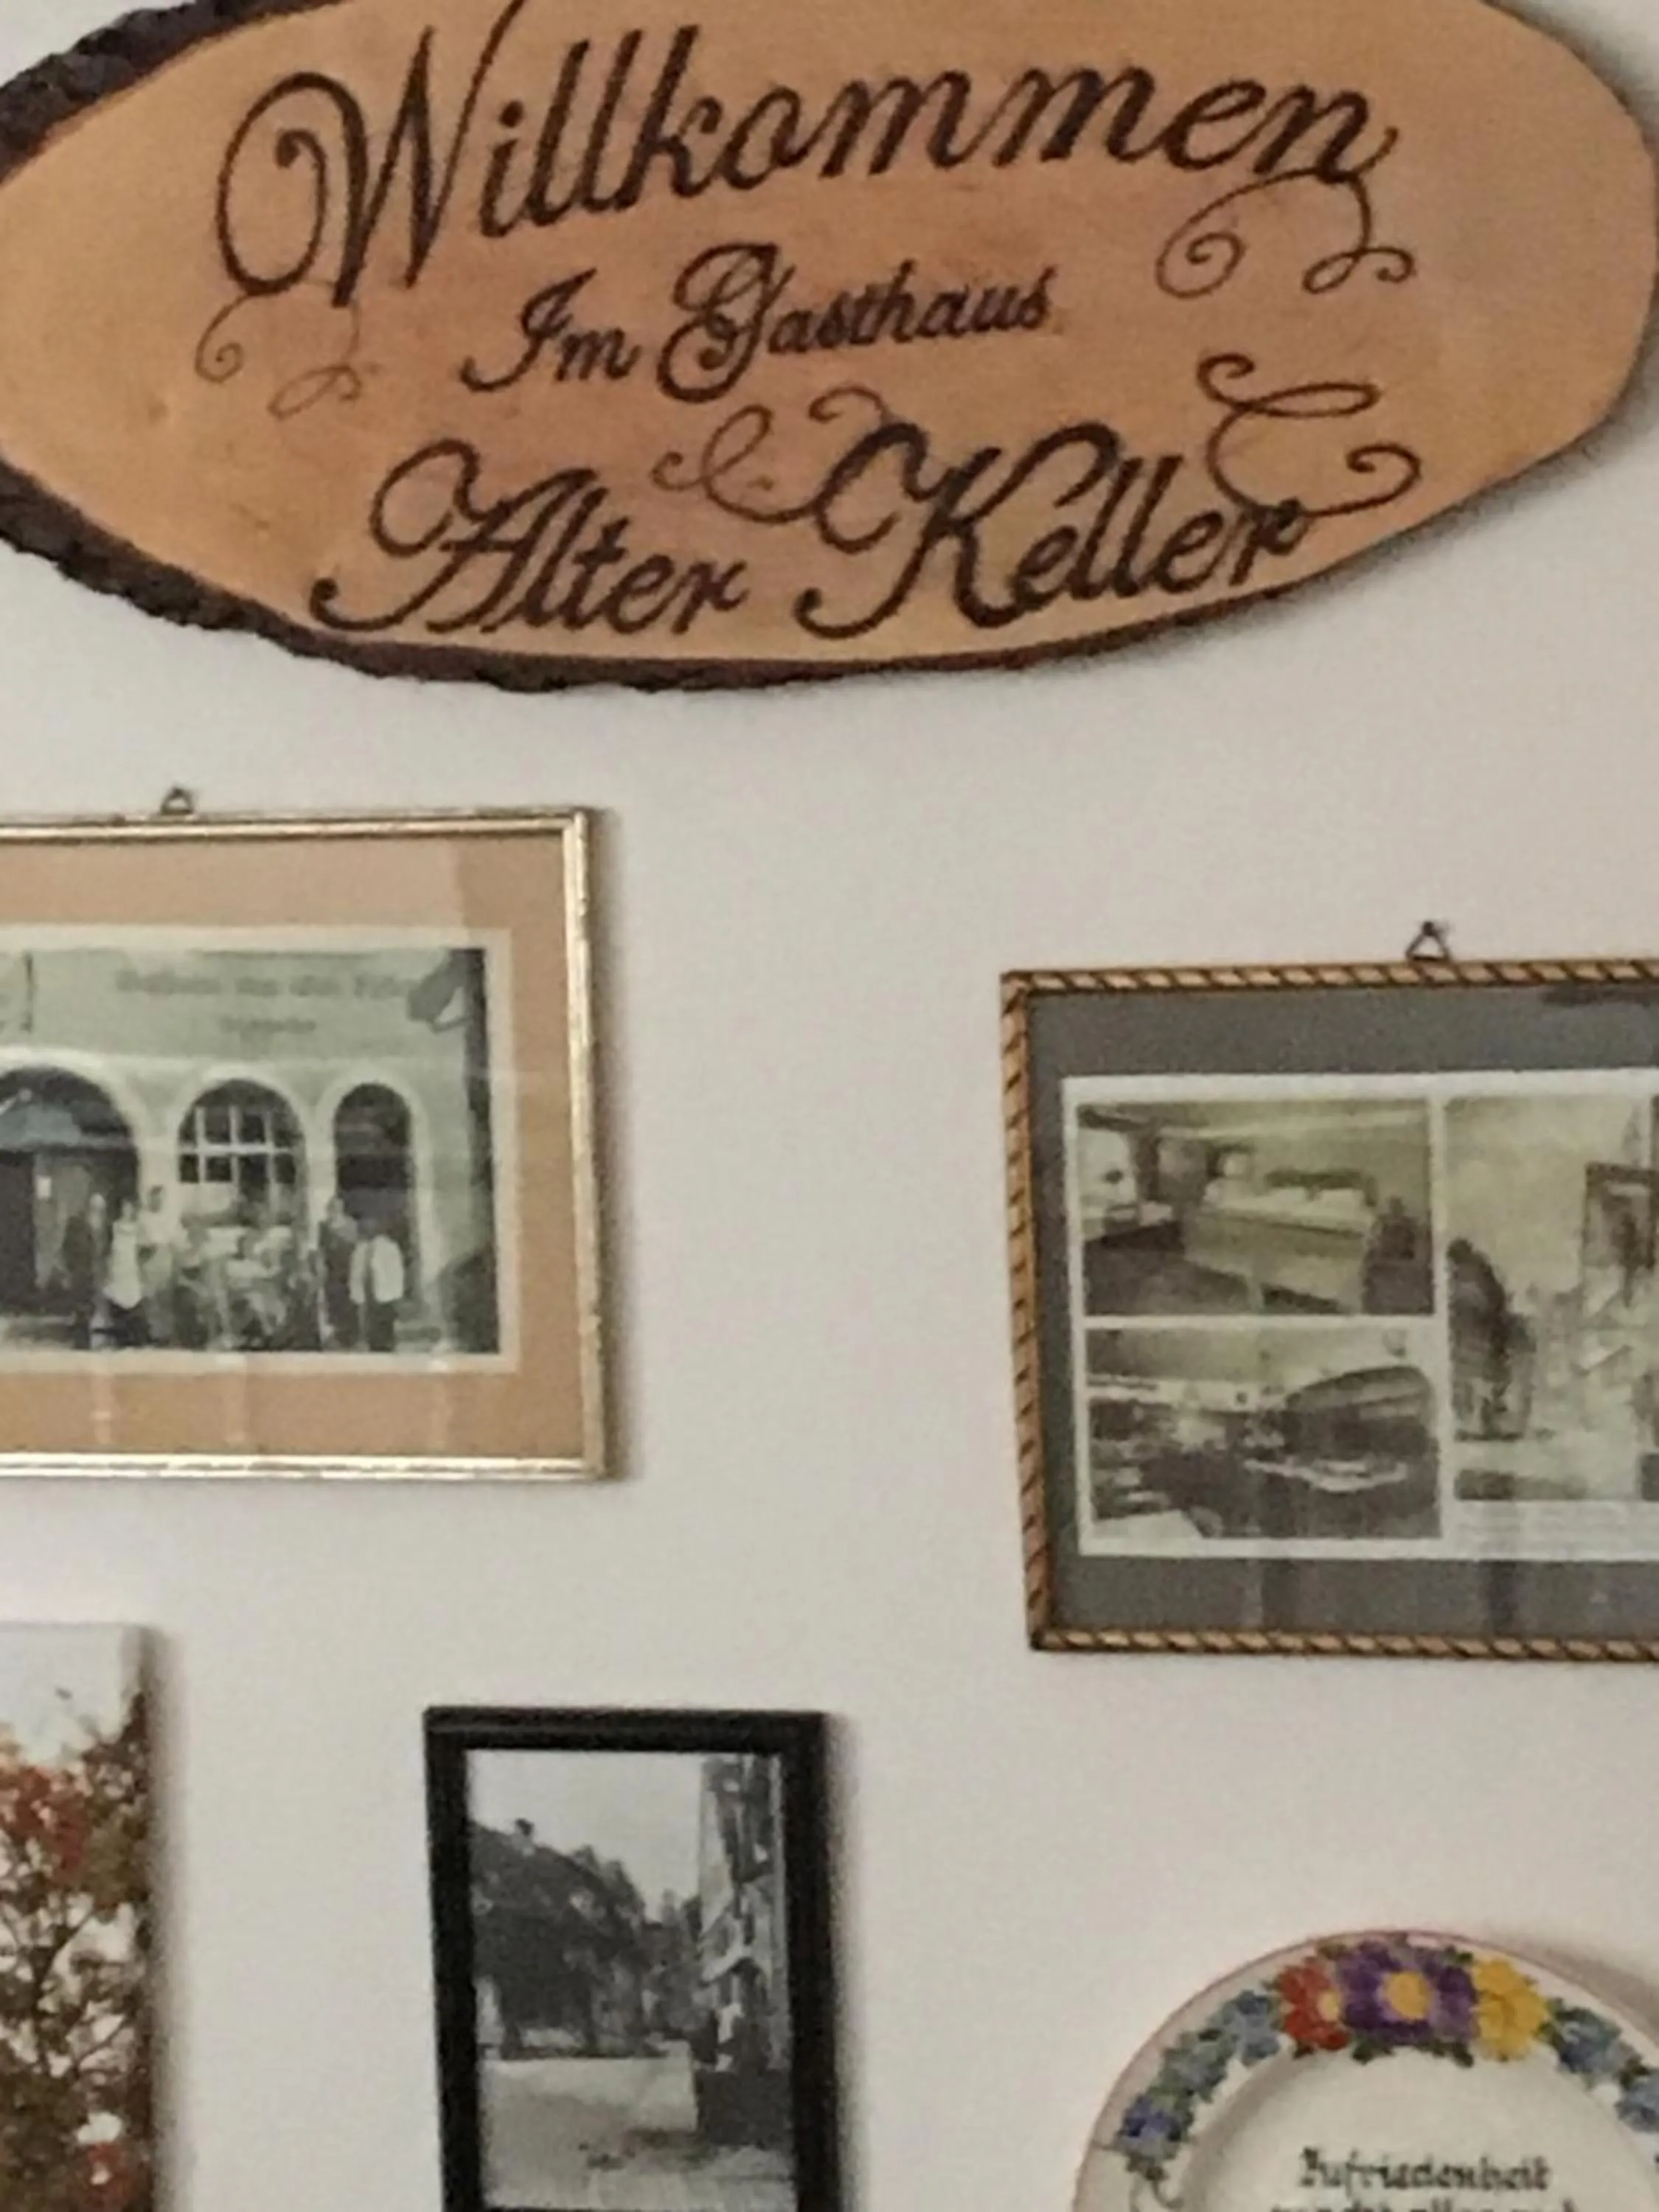 Willkommen
Im Gasthaus
Alter Keller
Zufriedenheit